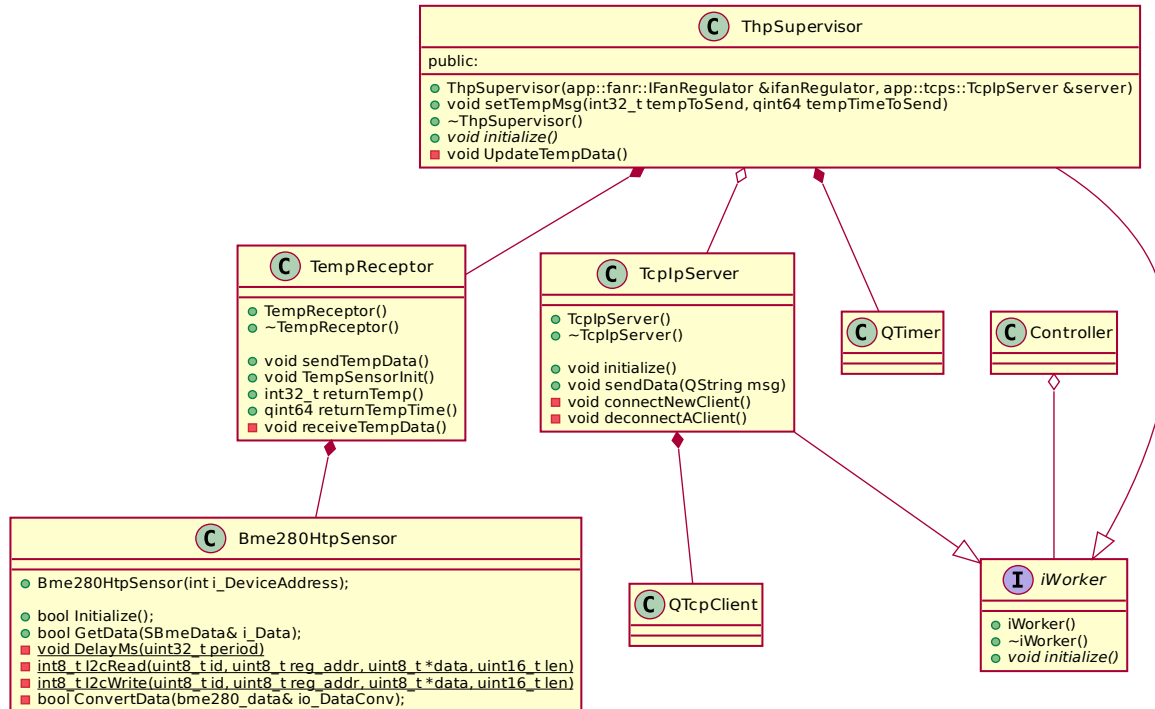 C ThpSupervisor
public:
ThpSupervisor(app::fanr::IFanRegulator &ifanRegulator, app::tcps::TcpIpServer &server)
void setTempMsg(int32_t tempToSend, qint64 tempTimeToSend)
~ThpSupervisor()
void initialize()
void UpdateTempData()
C TempReceptor
TempReceptor()
~TempReceptor()
void sendTempData()
void TempSensorInit()
int32_t returnTemp()
qint64 returnTempTime()
void receiveTempData()
C TcpIpServer
TcpIpServer()
~TcpIpServer()
void initialize()
void sendData(QString msg)
void connectNewClient()
void deconnectAClient()
C QTimer
C Controller
C Bme280HtpSensor
Bme280HtpSensor(int i_DeviceAddress);
bool Initialize();
bool GetData(SBmeData& i_Data);
void DelayMs(uint32_t period)
int8_t I2cRead(uint8_t id, uint8_t reg_addr, uint8_t *data, uint16_t len)
int8_t I2cWrite(uint8_t id, uint8_t reg_addr, uint8_t *data, uint16_t len)
bool ConvertData(bme280_data& io_DataConv);
C QTcpClient
I iWorker
iWorker()
~iWorker()
void initialize()